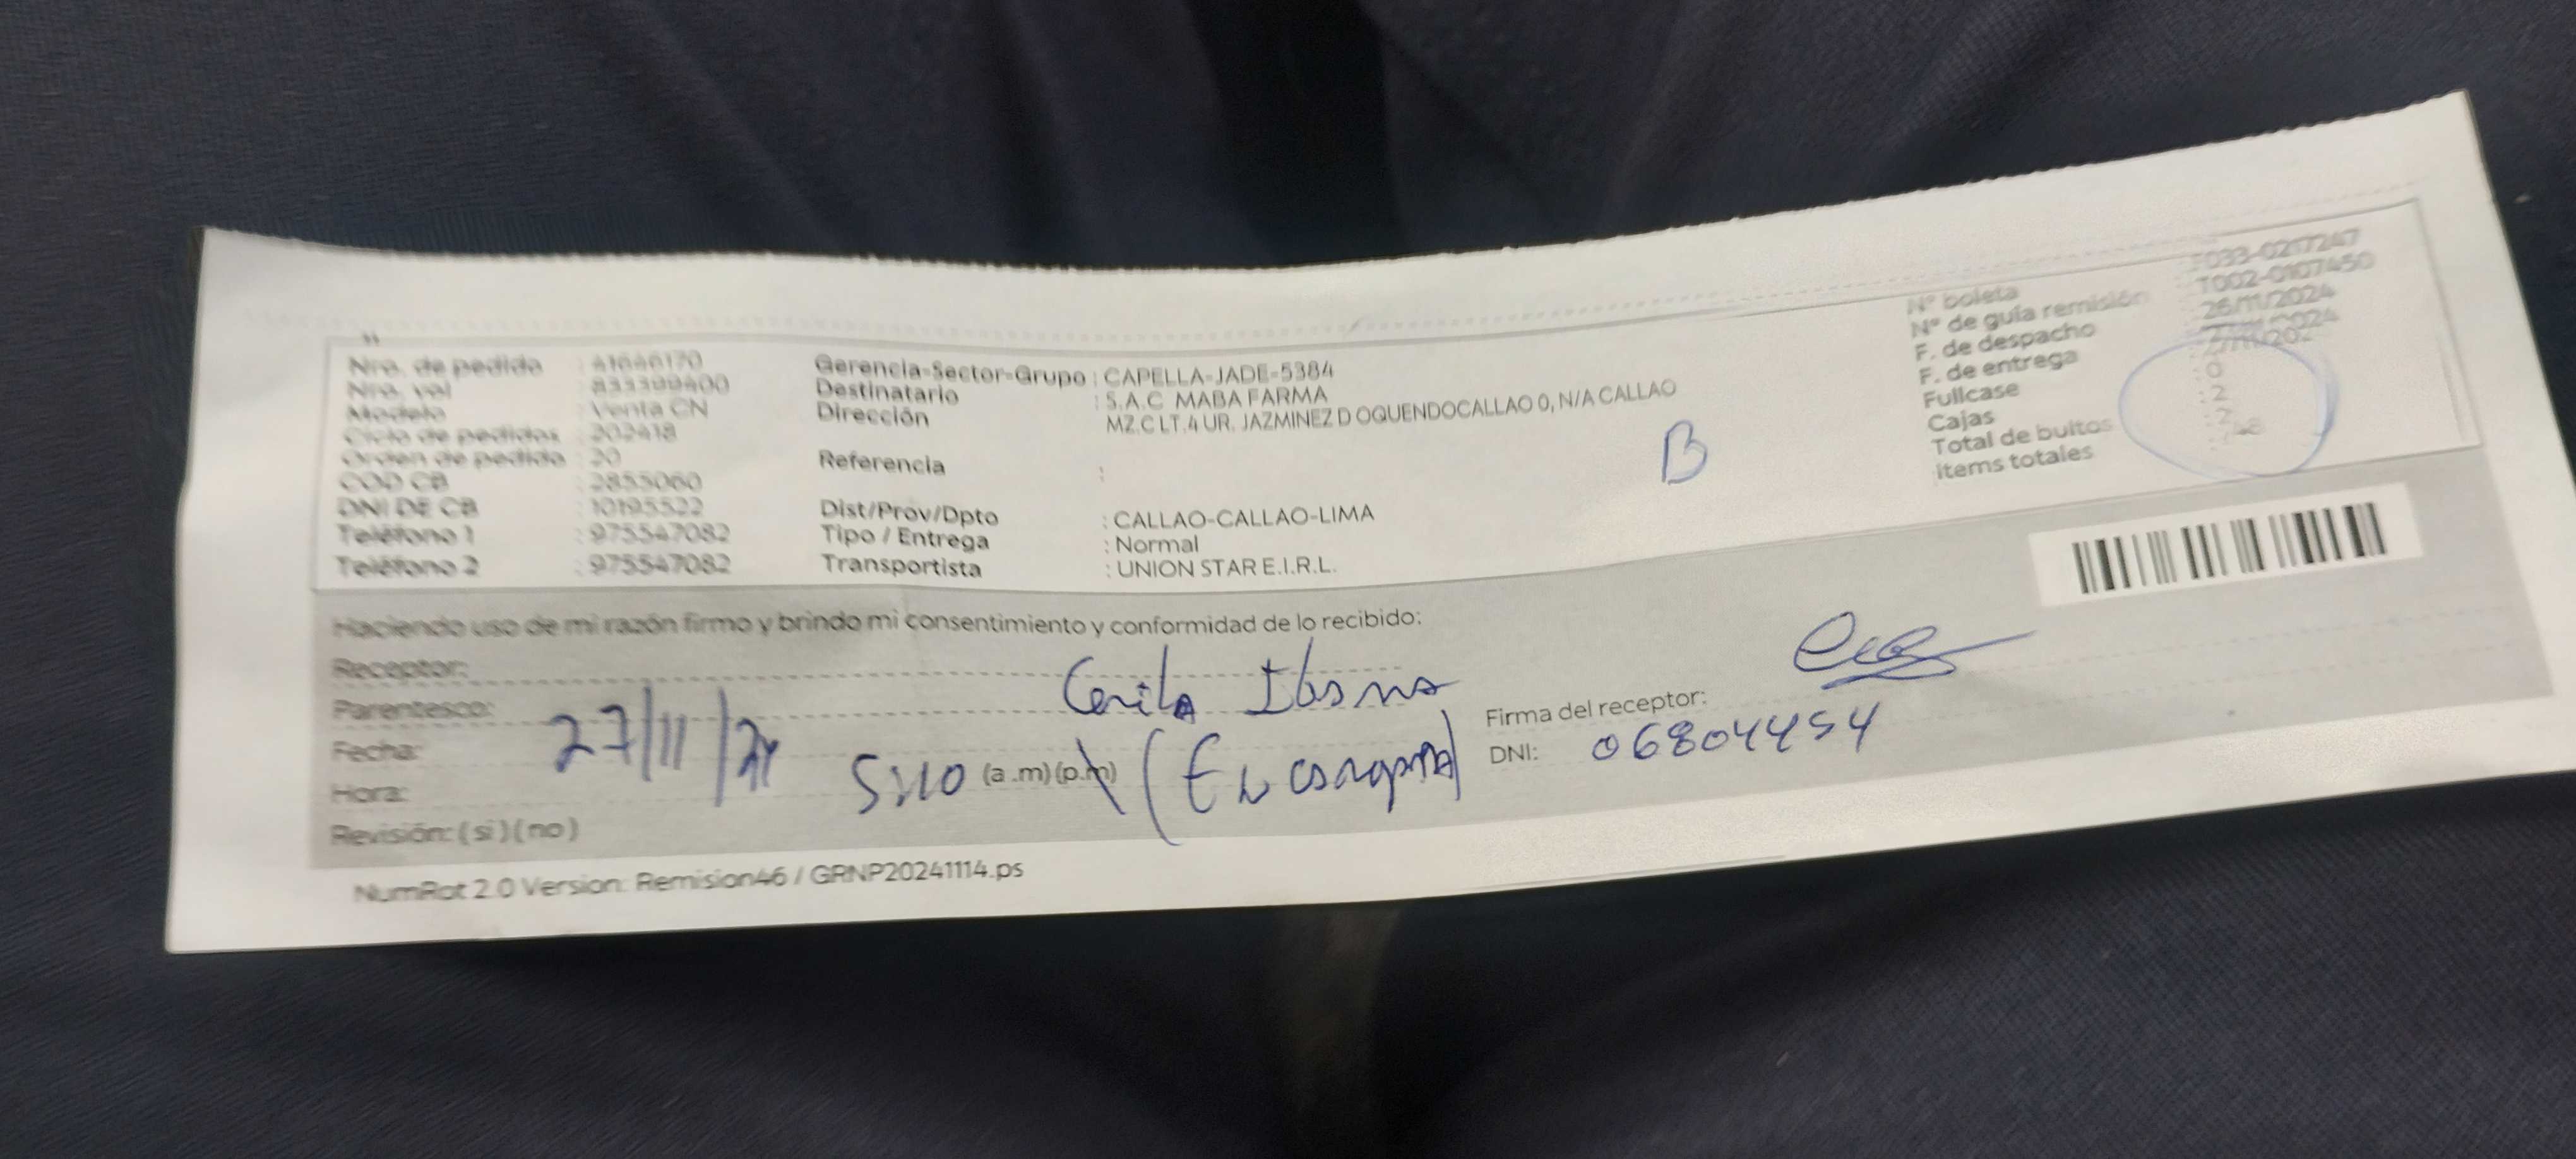 Nro. de pedido : 41646170
Nro. vol : 833399400
Modelo : Venta CN
Ciclo de pedidos : 202418
Orden de pedido : 20
COD CB : 2855060
DNI DE CB : 10195522
Teléfono 1 : 975547082
Teléfono 2 : 975547082
Gerencia-Sector-Grupo : CAPELLA-JADE-5384
Destinatario : S.A.C MABA FARMA
Dirección MZ.C LT.4 UR. JAZMINEZ D OQUENDOCALLAO 0, N/A CALLAO
Referencia :
Dist/Prov/Dpto : CALLAO-CALLAO-LIMA
Tipo / Entrega : Normal
Transportista : UNION STAR E.I.R.L.
B
N° boleta 033-0217247
N° de guía remisión T002-0107450
F. de despacho 26/11/2024
F. de entrega
Fullcase : 0
Cajas : 2
Total de bultos : 2
Items totales
Haciendo uso de mi razón firmo y brindo mi consentimiento y conformidad de lo recibido:
Receptor:
Parentesco:
Fecha: 27/11/24
Hora: (a.m) (p.m)
Revisión: ( si ) ( no )
Firma del receptor:
DNI: 06804454
NumRot 2.0 Version: Remision46 / GRNP20241114.ps